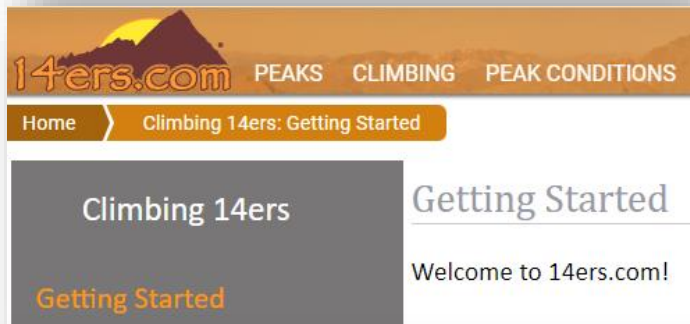 14ers.com PEAKS CLIMBING PEAK CONDITIONS
Home Climbing 14ers: Getting Started
Climbing 14ers
Getting Started
Getting Started
Welcome to 14ers.com!